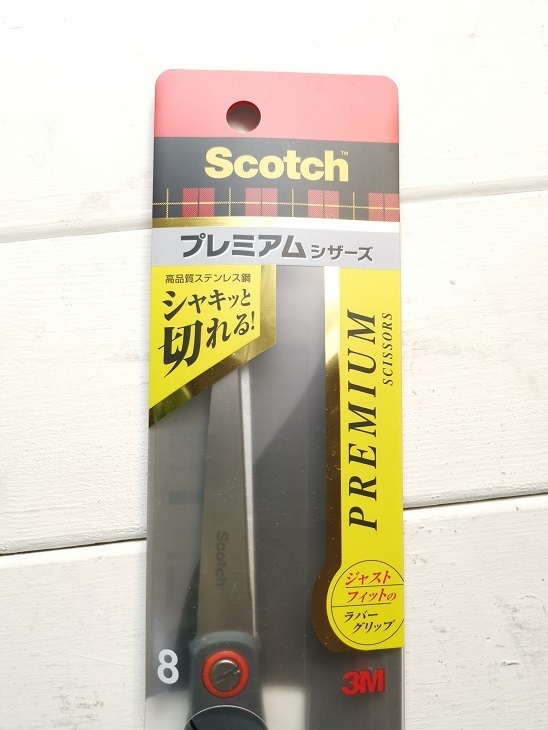 Scotch™
プレミアム シザーズ
高品質ステンレス鋼
シャキッと
切れる!
PREMIUM
SCISSORS
Scotch
ジャスト
フィットの
ラバー
グリップ
8
3M